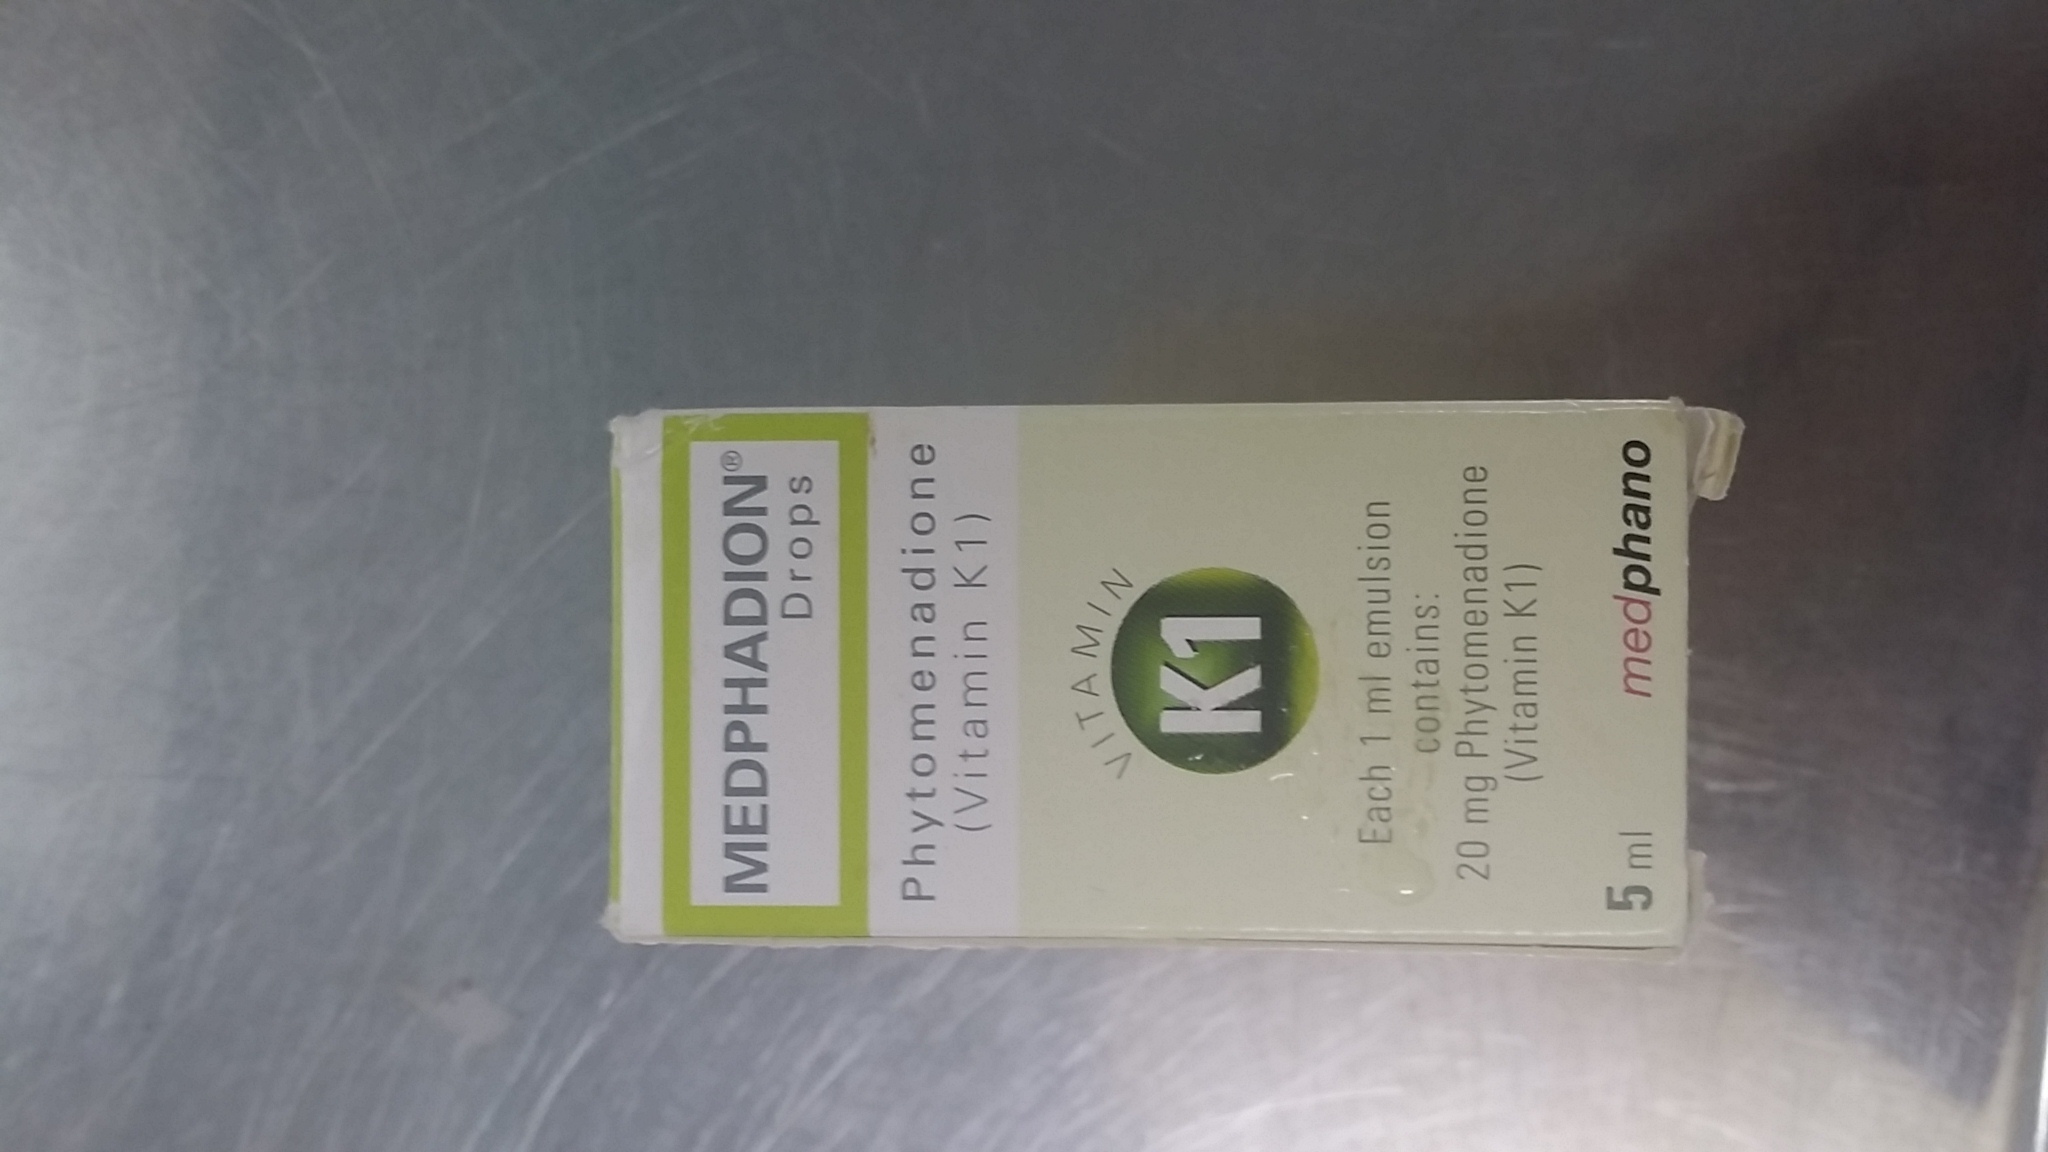 MEDPHADION®
Drops
Phytomenadione
(Vitamin K1)
VITAMIN
K1
Each 1 ml emulsion
contains:
20 mg Phytomenadione
(Vitamin K1)
5 ml medphano